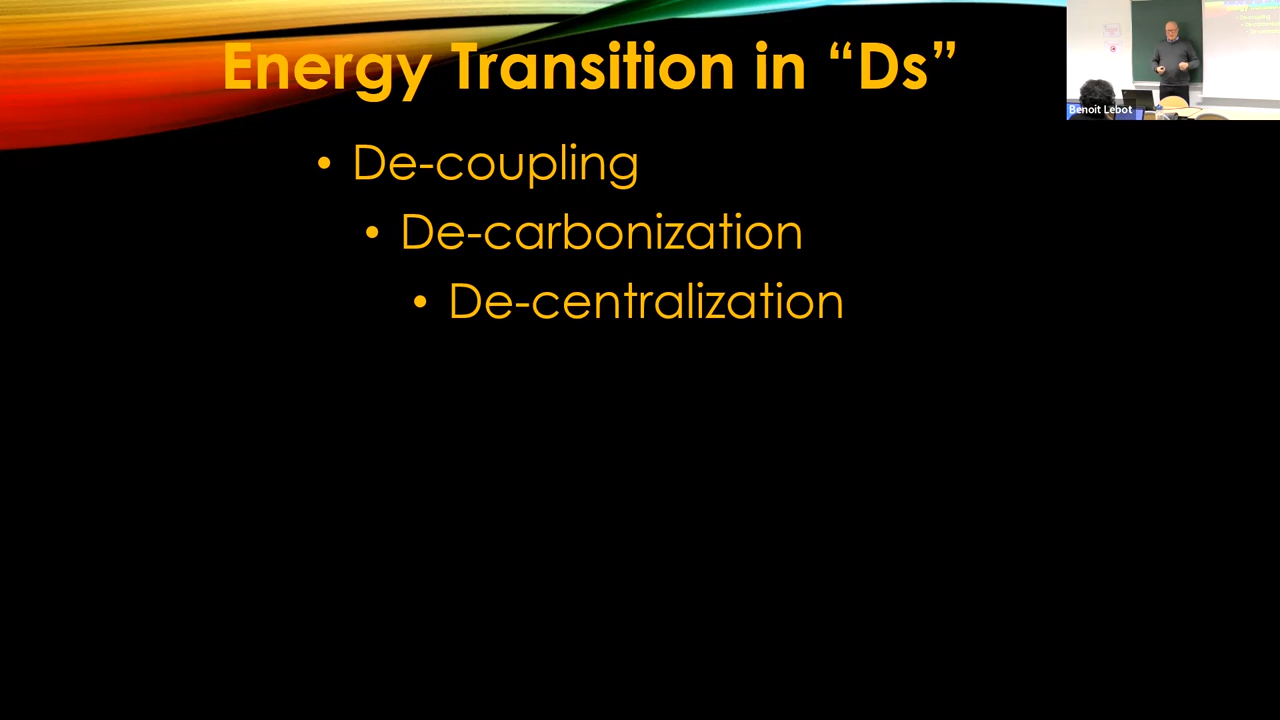 Energy Transition in “Ds”
• De-coupling
• De-carbonization
• De-centralization
Benoit Lebot